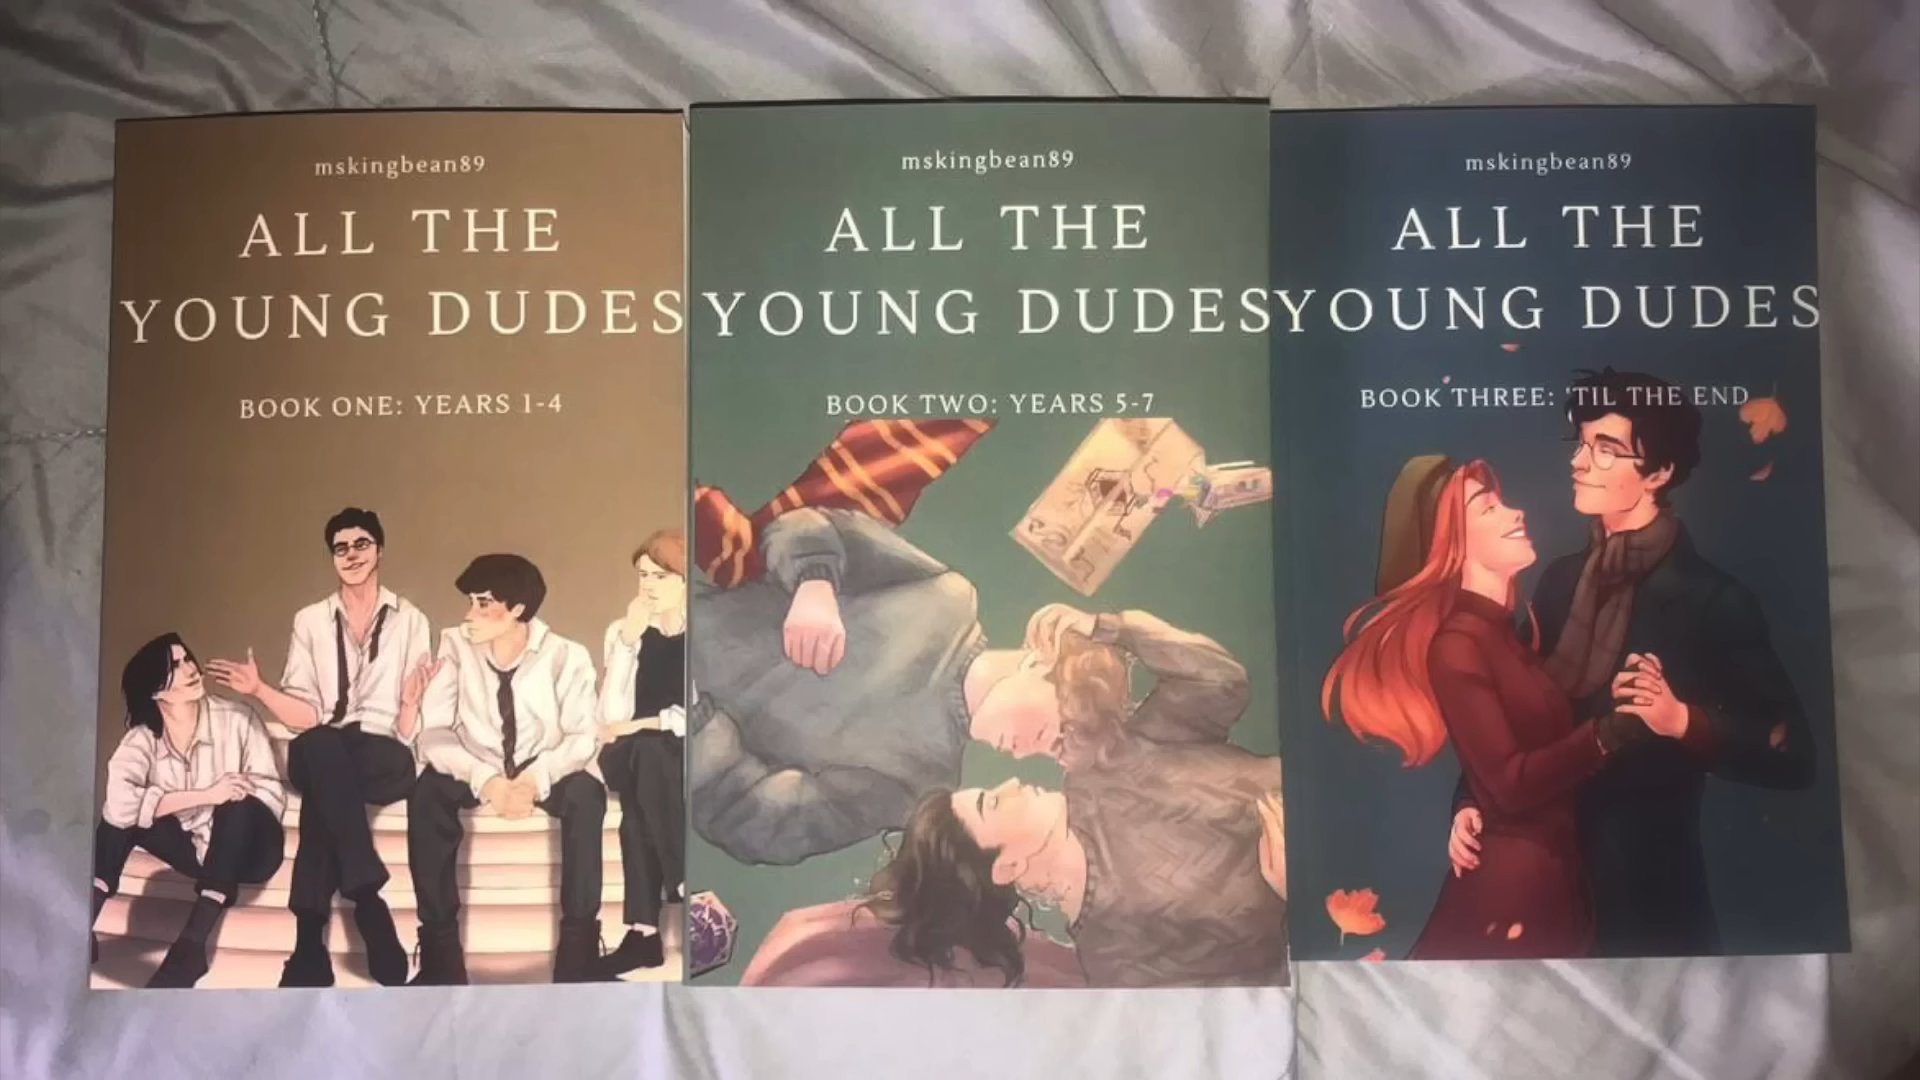 mskingbean89
ALL THE
YOUNG DUDES
BOOK ONE: YEARS 1-4
mskingbean89
ALL THE
YOUNG DUDES
BOOK TWO: YEARS 5-7
mskingbean89
ALL THE
YOUNG DUDES
BOOK THREE: 'TIL THE END